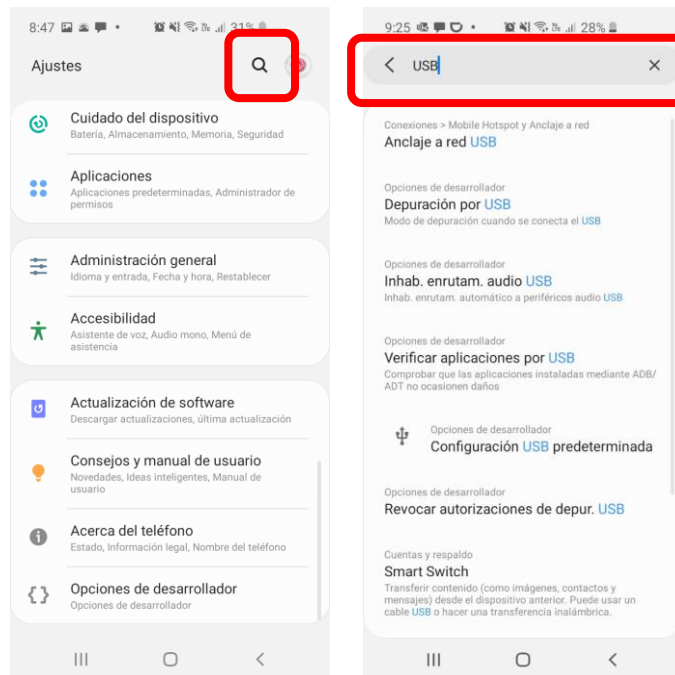 8:47
31%
Ajustes
Cuidado del dispositivo
Batería, Almacenamiento, Memoria, Seguridad
Aplicaciones
Aplicaciones predeterminadas, Administrador de
permisos
Administración general
Idioma y entrada, Fecha y hora, Restablecer
Accesibilidad
Asistente de voz, Audio mono, Menú de
asistencia
Actualización de software
Descargar actualizaciones, última actualización
Consejos y manual de usuario
Novedades, Ideas inteligentes, Manual de
usuario
Acerca del teléfono
Estado, Información legal, Nombre del teléfono
Opciones de desarrollador
Opciones de desarrollador
9:25
28%
USB
Conexiones > Mobile Hotspot y Anclaje a red
Anclaje a red USB
Opciones de desarrollador
Depuración por USB
Modo de depuración cuando se conecta el USB
Opciones de desarrollador
Inhab. enrutam. audio USB
Inhab. enrutam. automático a periféricos audio USB
Opciones de desarrollador
Verificar aplicaciones por USB
Comprobar que las aplicaciones instaladas mediante ADB/
ADT no ocasionen daños
Opciones de desarrollador
Configuración USB predeterminada
Opciones de desarrollador
Revocar autorizaciones de depur. USB
Cuentas y respaldo
Smart Switch
Transferir contenido (como imágenes, contactos y
mensajes) desde el dispositivo anterior. Puede usar un
cable USB o hacer una transferencia inalámbrica.